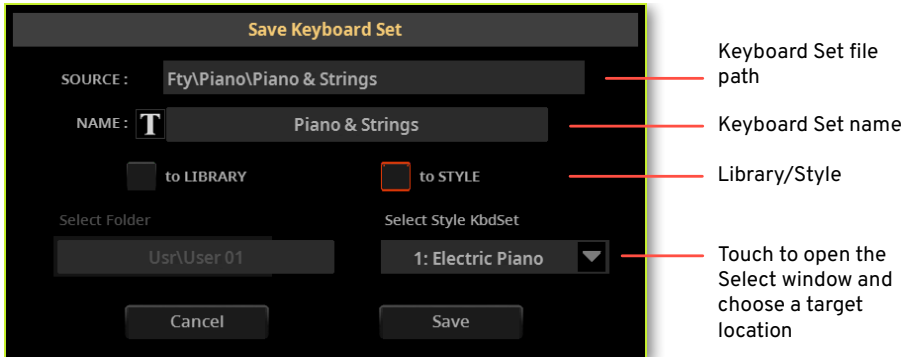 Save Keyboard Set
SOURCE : Fty\Piano\Piano & Strings
Keyboard Set file
path
NAME : T Piano & Strings
Keyboard Set name
to LIBRARY to STYLE
Library/Style
Select Folder Select Style KbdSet
Usr\User 01 1: Electric Piano
Touch to open the
Select window and
choose a target
location
Cancel Save